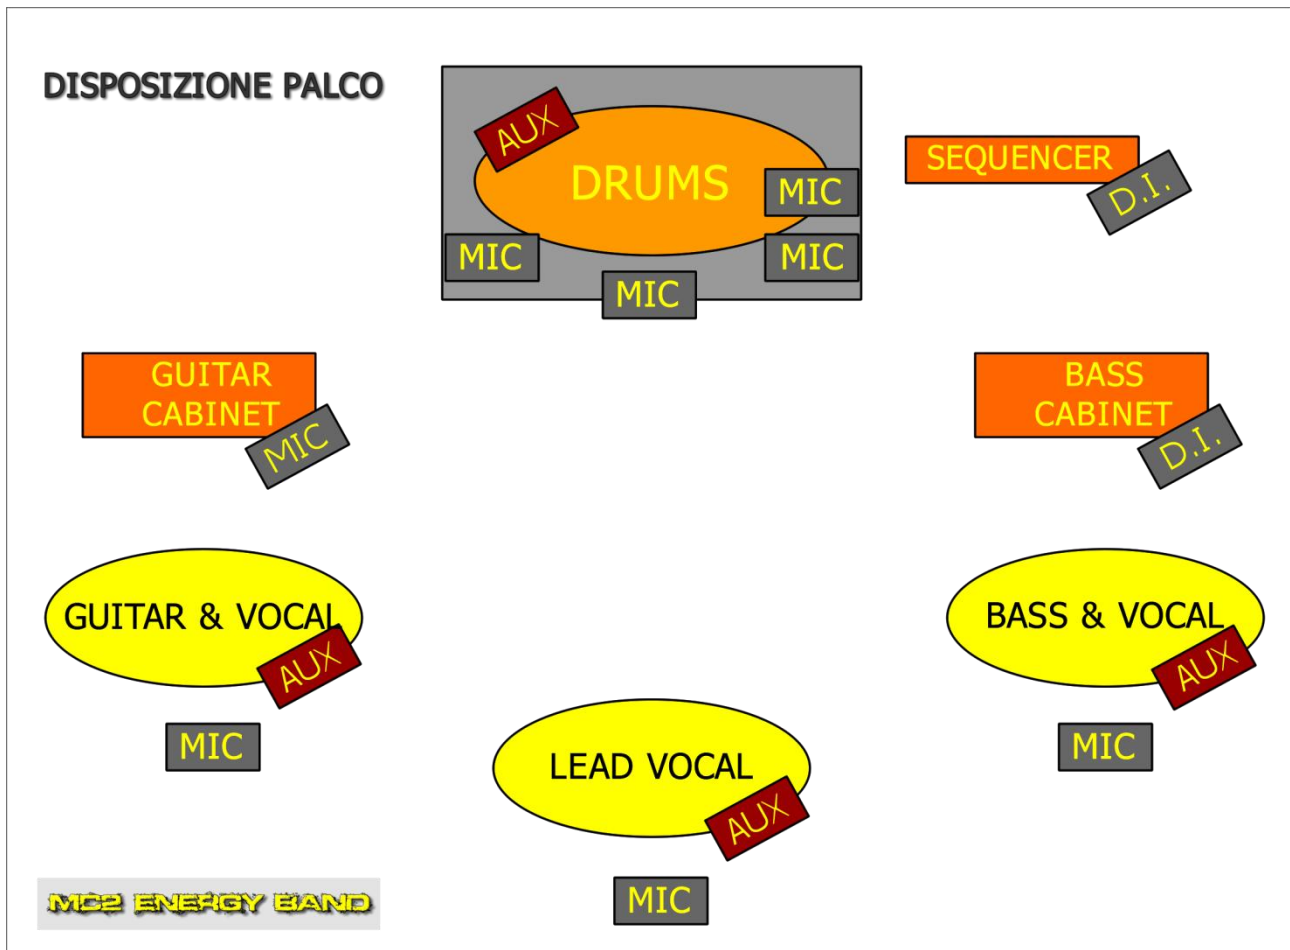 DISPOSIZIONE PALCO
AUX
DRUMS
MIC
MIC
MIC
MIC
SEQUENCER
D.I.
GUITAR
CABINET
MIC
BASS
CABINET
D.I.
GUITAR & VOCAL
AUX
MIC
LEAD VOCAL
AUX
MIC
BASS & VOCAL
AUX
MIC
MC2 ENERGY BAND